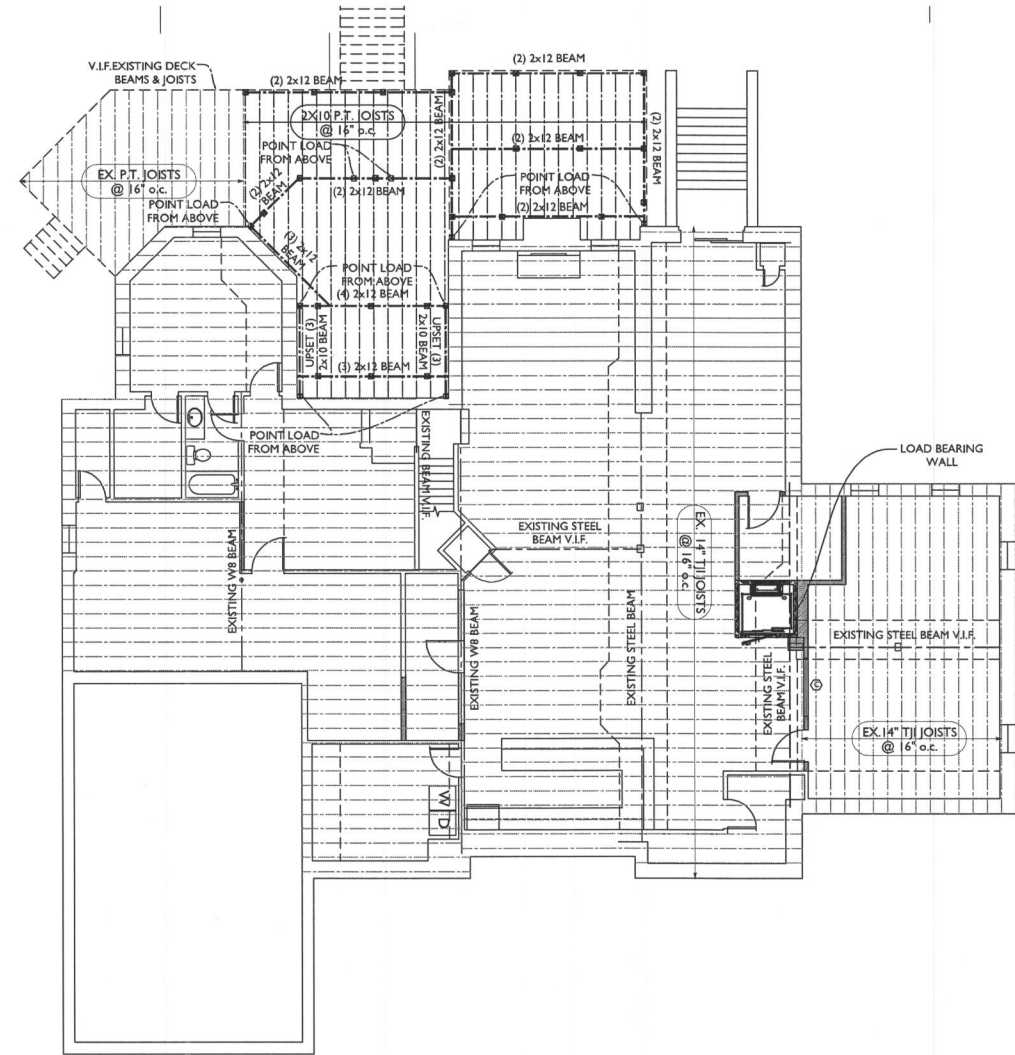 V.I.F.EXISTING DECK
BEAMS & JOISTS
(2) 2x12 BEAM
(2) 2x12 BEAM
2X10 P.T. JOISTS
@ 16" o.c.
(2) 2x12 BEAM
(2) 2x12 BEAM
(2) 2x12 BEAM
POINT LOAD
FROM ABOVE
EX. P.T. JOISTS
@ 16" o.c.
(2) 2x12
BEAM
(2) 2x12 BEAM
POINT LOAD
FROM ABOVE
POINT LOAD
FROM ABOVE
(2) 2x12 BEAM
(3) 2x12
BEAM
POINT LOAD
FROM ABOVE
(4) 2x12 BEAM
UPSET (3)
2x10 BEAM
UPSET (3)
2x10 BEAM
(3) 2x12 BEAM
POINT LOAD
FROM ABOVE
EXISTING BEAM V.I.F.
LOAD BEARING
WALL
EXISTING STEEL
BEAM V.I.F.
EX. 14" TJI JOISTS
@ 16" o.c.
EXISTING W8 BEAM
EXISTING W8 BEAM
EXISTING STEEL BEAM
EXISTING STEEL BEAM V.I.F.
EXISTING STEEL
BEAM V.I.F.
C
EX.14" TJI JOISTS
@ 16" o.c.
W
D